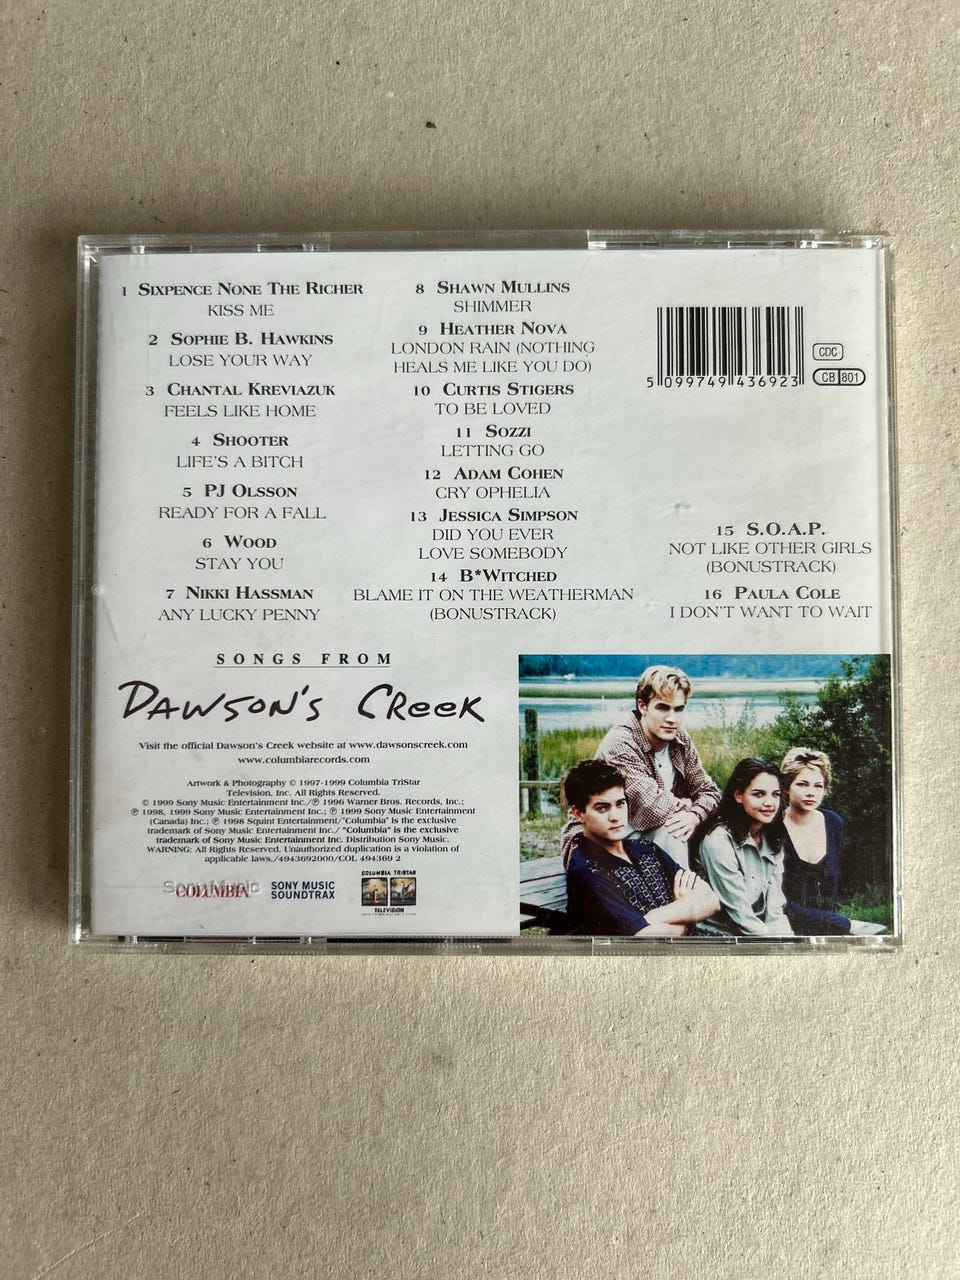 1 Sixpence None The Richer
KISS ME
2 Sophie B. Hawkins
LOSE YOUR WAY
3 Chantal Kreviazuk
FEELS LIKE HOME
4 Shooter
LIFE'S A BITCH
5 PJ Olsson
READY FOR A FALL
6 Wood
STAY YOU
7 Nikki Hassman
ANY LUCKY PENNY
8 Shawn Mullins
SHIMMER
9 Heather Nova
LONDON RAIN (NOTHING
HEALS ME LIKE YOU DO)
10 Curtis Stigers
TO BE LOVED
11 Sozzi
LETTING GO
12 Adam Cohen
CRY OPHELIA
13 Jessica Simpson
DID YOU EVER
LOVE SOMEBODY
14 B*Witched
BLAME IT ON THE WEATHERMAN
(BONUSTRACK)
5 099749 436923
CDC
CB 801
15 S.O.A.P.
NOT LIKE OTHER GIRLS
(BONUSTRACK)
16 Paula Cole
I DON'T WANT TO WAIT
SONGS FROM
DAWSON'S CReeK
Visit the official Dawson's Creek website at www.dawsonscreek.com
www.columbiarecords.com
Artwork & Photography © 1997-1999 Columbia TriStar
Television, Inc. All Rights Reserved.
© 1999 Sony Music Entertainment Inc./℗ 1996 Warner Bros. Records, Inc.;
℗ 1998, 1999 Sony Music Entertainment Inc.; ℗ 1999 Sony Music Entertainment
(Canada) Inc.; ℗ 1998 Squint Entertainment/"Columbia" is the exclusive
trademark of Sony Music Entertainment Inc./ "Columbia" is the exclusive
trademark of Sony Music Entertainment Inc. Distribution Sony Music.
WARNING: All Rights Reserved. Unauthorized duplication is a violation of
applicable laws./4943692000/COL 494369 2
Sony Music
COLUMBIA
SONY MUSIC
SOUNDTRAX
COLUMBIA TRISTAR
TELEVISION